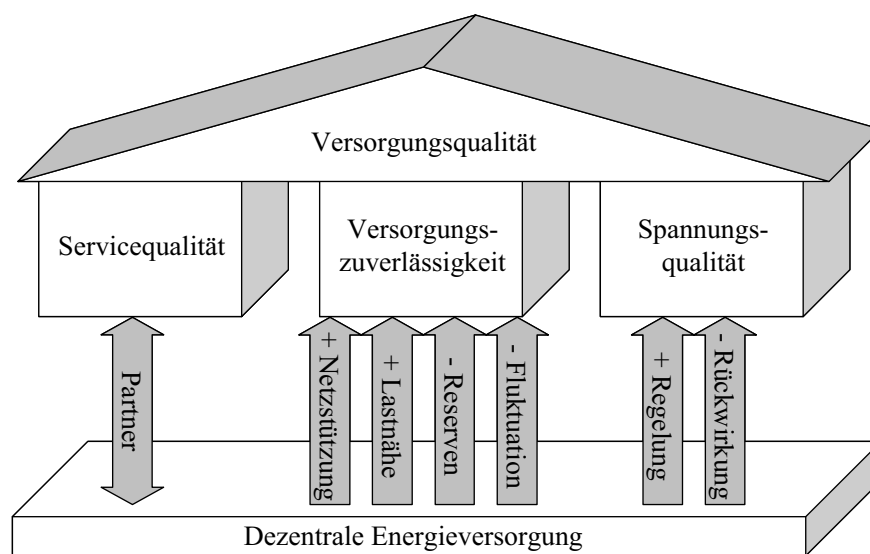 Versorgungsqualität
Servicequalität
Versorgungs-
zuverlässigkeit
Spannungs-
qualität
Partner
+ Netzstützung
+ Lastnähe
- Reserven
- Fluktuation
+ Regelung
- Rückwirkung
Dezentrale Energieversorgung